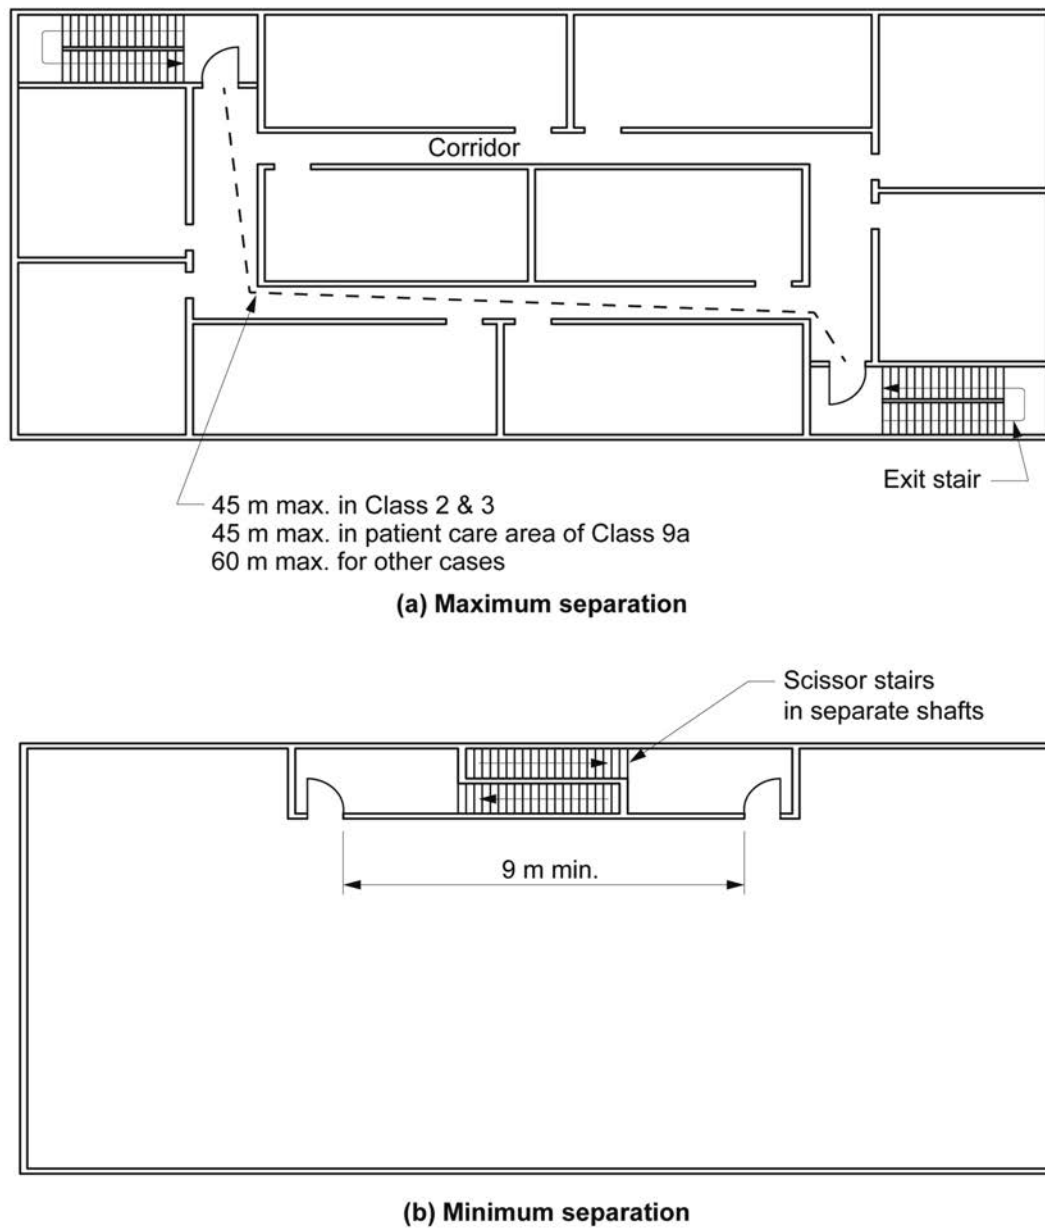 Corridor
Exit stair
45 m max. in Class 2 & 3
45 m max. in patient care area of Class 9a
60 m max. for other cases
(a) Maximum separation
Scissor stairs
in separate shafts
9 m min.
(b) Minimum separation